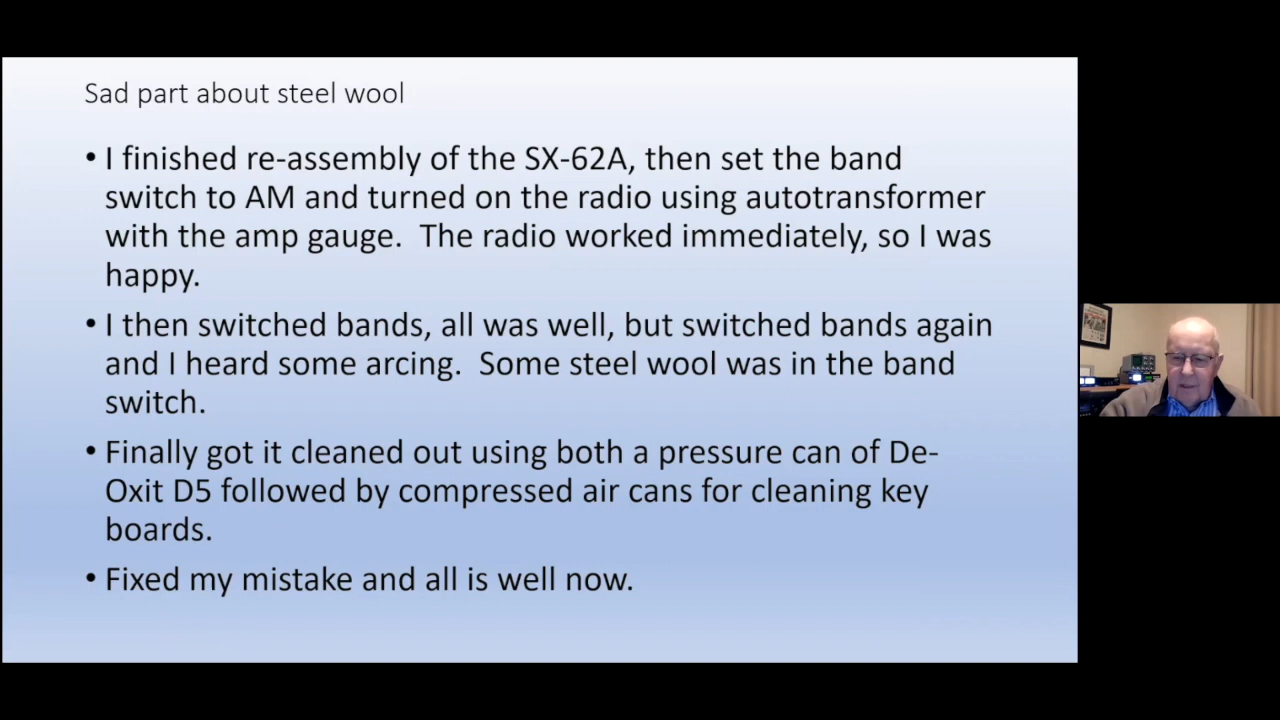 Sad part about steel wool
• I finished re-assembly of the SX-62A, then set the band
switch to AM and turned on the radio using autotransformer
with the amp gauge.  The radio worked immediately, so I was
happy.
• I then switched bands, all was well, but switched bands again
and I heard some arcing.  Some steel wool was in the band
switch.
• Finally got it cleaned out using both a pressure can of De-
Oxit D5 followed by compressed air cans for cleaning key
boards.
• Fixed my mistake and all is well now.